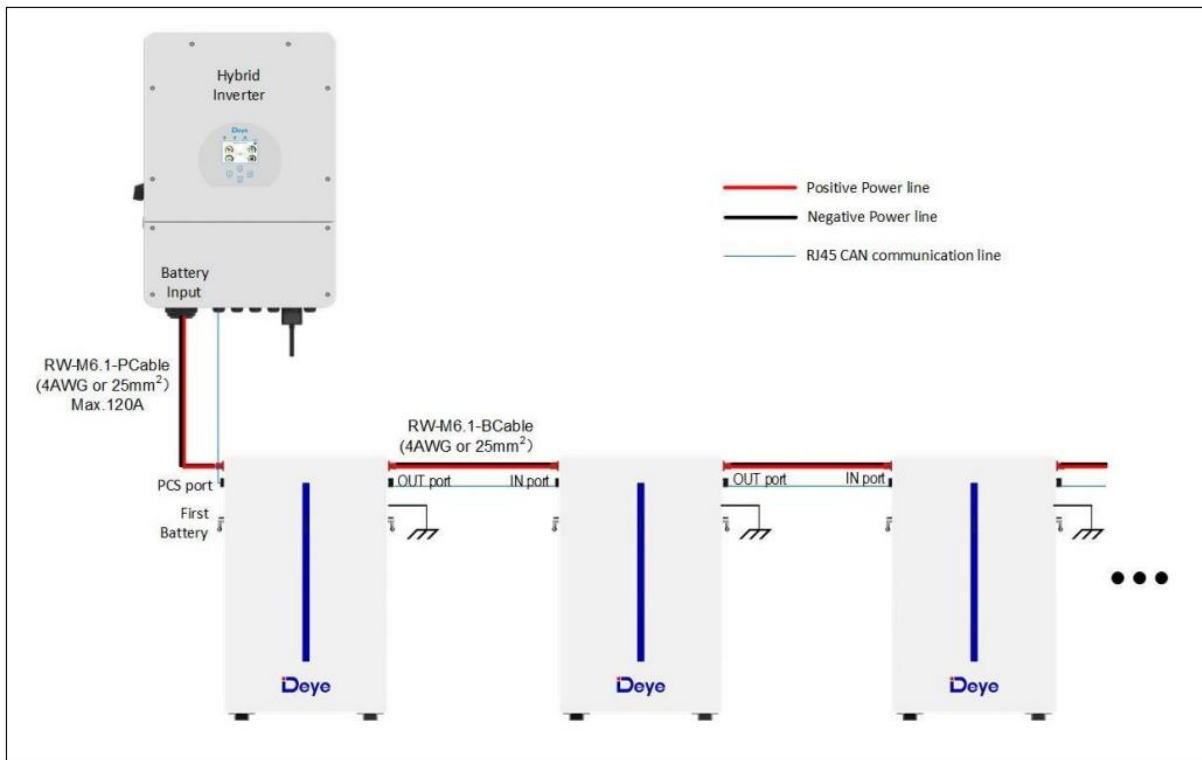 Hybrid
Inverter
Deye
Battery
Input
Positive Power line
Negative Power line
RJ45 CAN communication line
RW-M6.1-PCable
(4AWG or 25mm²)
Max.120A
RW-M6.1-BCable
(4AWG or 25mm²)
PCS port
OUT port
IN port
OUT port
IN port
First
Battery
Deye
Deye
Deye